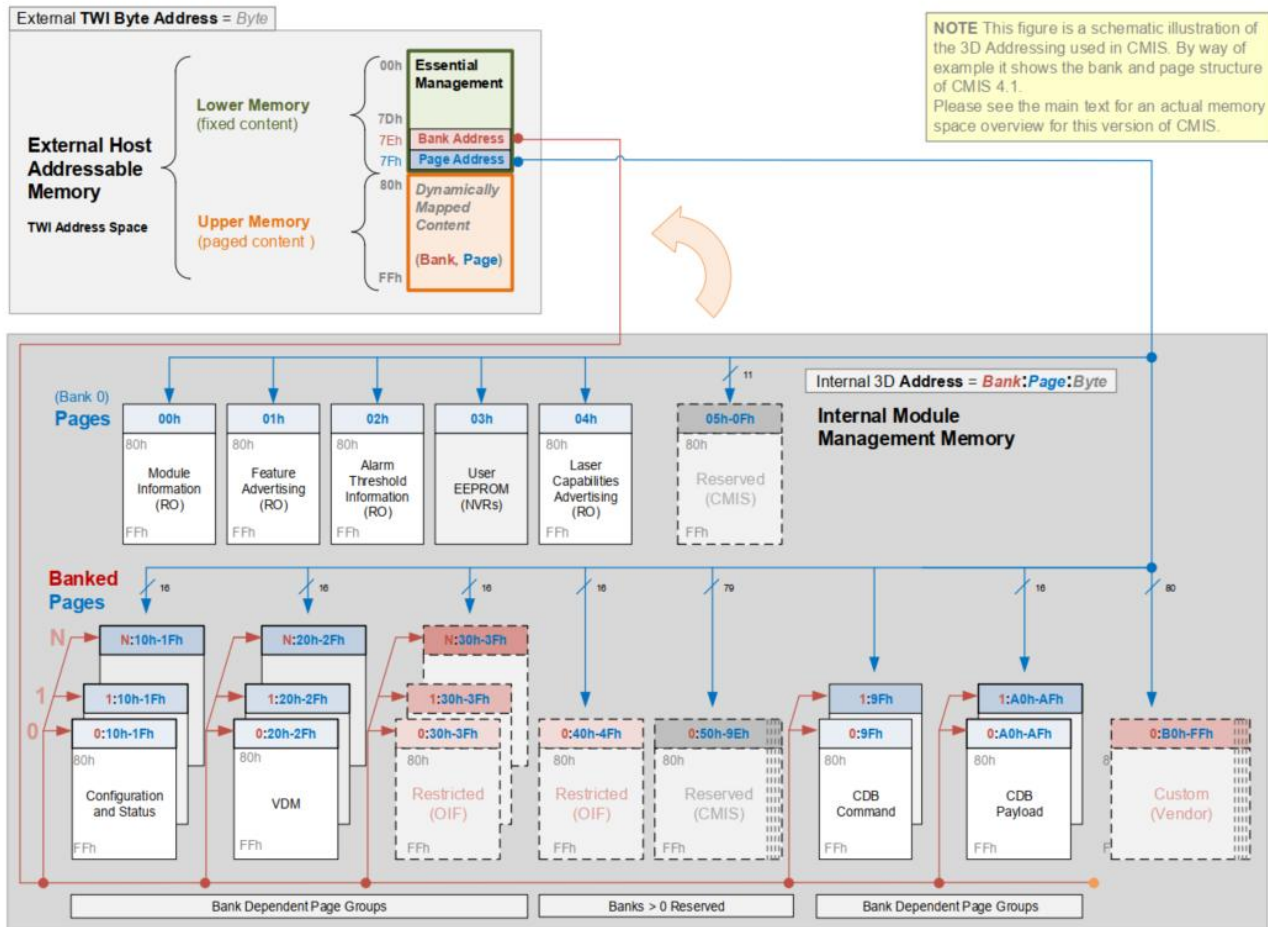 External TWI Byte Address = Byte
NOTE This figure is a schematic illustration of
the 3D Addressing used in CMIS. By way of
example it shows the bank and page structure
of CMIS 4.1.
Please see the main text for an actual memory
space overview for this version of CMIS.
External Host
Addressable
Memory
TWI Address Space
Lower Memory
(fixed content)
Upper Memory
(paged content )
00h
7Dh
7Eh
7Fh
80h
FFh
Essential
Management
Bank Address
Page Address
Dynamically
Mapped
Content
(Bank, Page)
Internal 3D Address = Bank:Page:Byte
Internal Module
Management Memory
(Bank 0)
Pages
00h
80h
Module
Information
(RO)
FFh
01h
80h
Feature
Advertising
(RO)
FFh
02h
80h
Alarm
Threshold
Information
(RO)
FFh
03h
User
EEPROM
(NVRs)
04h
80h
Laser
Capabilities
Advertising
(RO)
FFh
11
05h-0Fh
80h
Reserved
(CMIS)
FFh
Banked
Pages
N
1
0
16
N:10h-1Fh
1:10h-1Fh
0:10h-1Fh
80h
Configuration
and Status
FFh
16
N:20h-2Fh
1:20h-2Fh
0:20h-2Fh
80h
VDM
FFh
16
N:30h-3Fh
1:30h-3Fh
0:30h-3Fh
80h
Restricted
(OIF)
FFh
16
0:40h-4Fh
80h
Restricted
(OIF)
FFh
79
0:50h-9Eh
80h
Reserved
(CMIS)
FFh
1:9Fh
0:9Fh
80h
CDB
Command
FFh
16
1:A0h-AFh
0:A0h-AFh
80h
CDB
Payload
FFh
80
0:B0h-FFh
Custom
(Vendor)
Bank Dependent Page Groups
Banks > 0 Reserved
Bank Dependent Page Groups